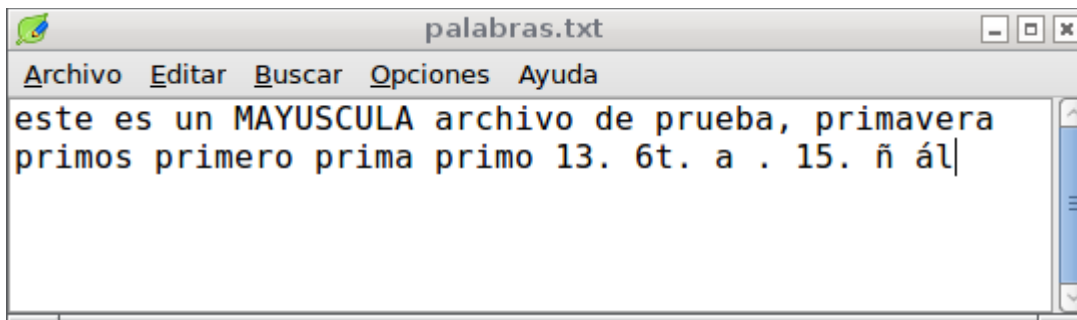 palabras.txt
Archivo Editar Buscar Opciones Ayuda
este es un MAYUSCULA archivo de prueba, primavera
primos primero prima primo 13. 6t. a . 15. ñ ál